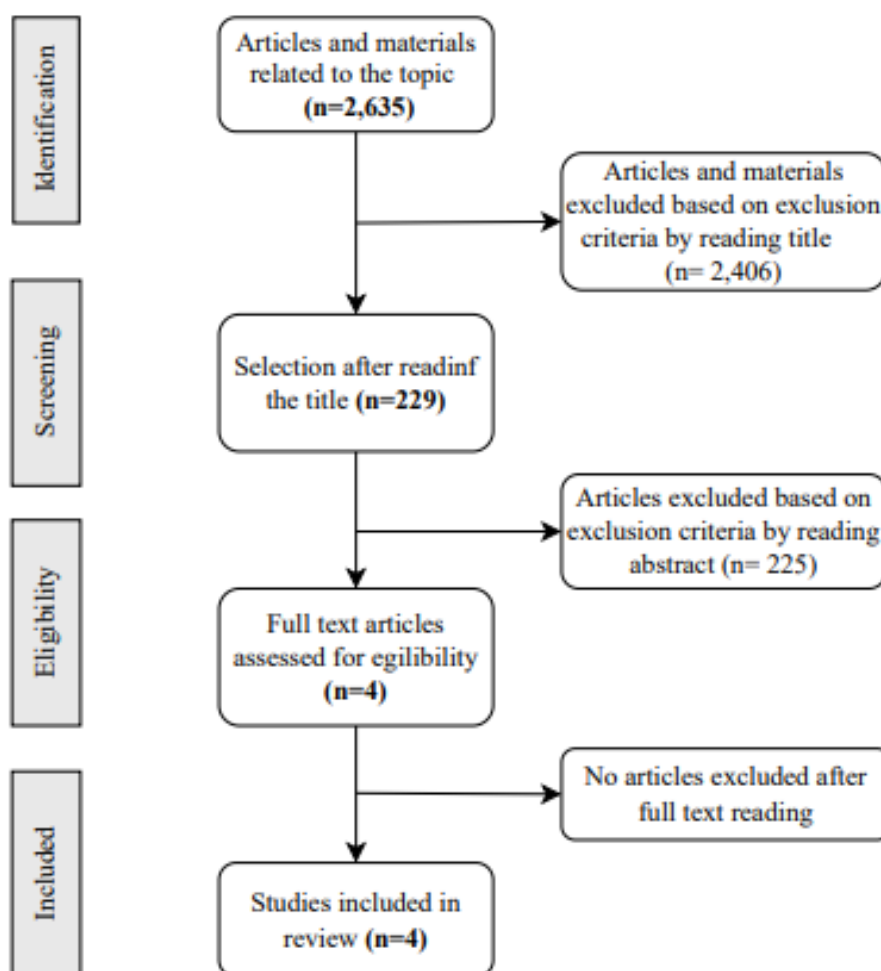 Identification
Articles and materials
related to the topic
(n=2,635)
Articles and materials
excluded based on exclusion
criteria by reading title
(n= 2,406)
Screening
Selection after readinf
the title (n=229)
Articles excluded based on
exclusion criteria by reading
abstract (n= 225)
Eligibility
Full text articles
assessed for egilibility
(n=4)
No articles excluded after
full text reading
Included
Studies included in
review (n=4)